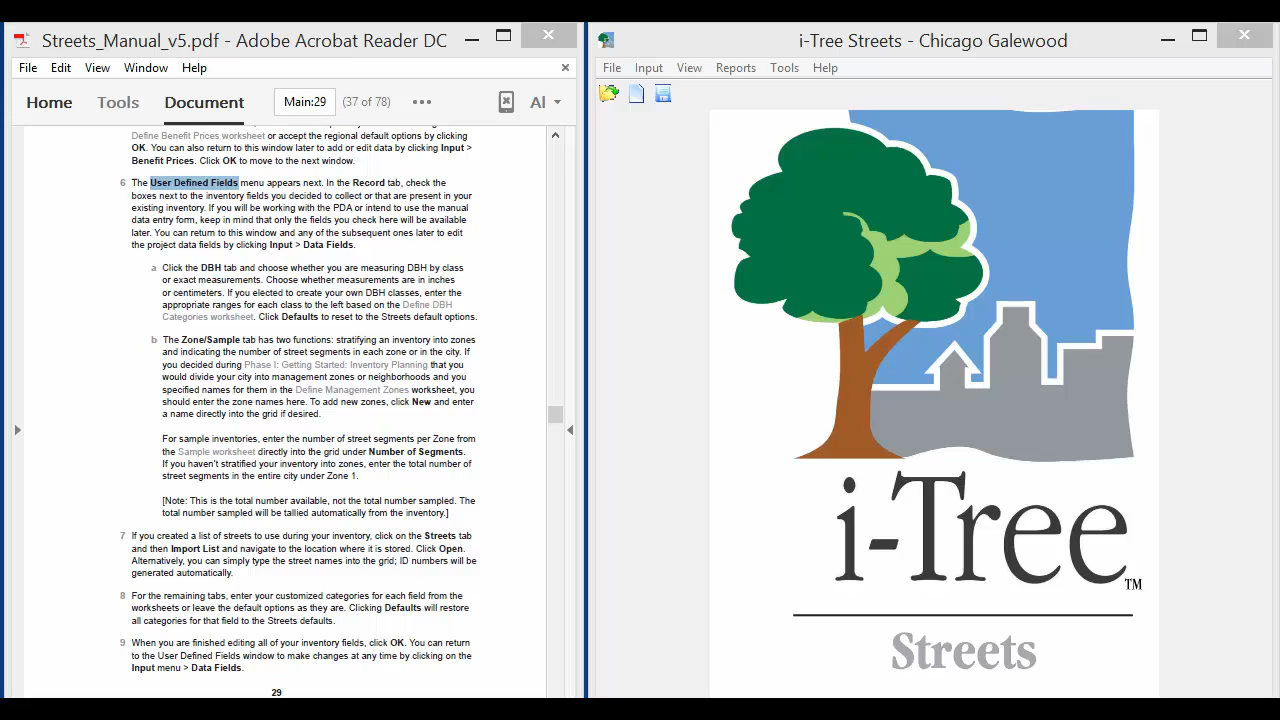 Streets_Manual_v5.pdf - Adobe Acrobat Reader DC
File Edit View Window Help
Home Tools Document Main:29 (37 of 78) Al
Define Benefit Prices worksheet or accept the regional default options by clicking
OK. You can also return to this window later to add or edit data by clicking Input >
Benefit Prices. Click OK to move to the next window.
6 The User Defined Fields menu appears next. In the Record tab, check the
boxes next to the inventory fields you decided to collect or that are present in your
existing inventory. If you will be working with the PDA or intend to use the manual
data entry form, keep in mind that only the fields you check here will be available
later. You can return to this window and any of the subsequent ones later to edit
the project data fields by clicking Input > Data Fields.
a Click the DBH tab and choose whether you are measuring DBH by class
or exact measurements. Choose whether measurements are in inches
or centimeters. If you elected to create your own DBH classes, enter the
appropriate ranges for each class to the left based on the Define DBH
Categories worksheet. Click Defaults to reset to the Streets default options.
b The Zone/Sample tab has two functions: stratifying an inventory into zones
and indicating the number of street segments in each zone or in the city. If
you decided during Phase I: Getting Started: Inventory Planning that you
would divide your city into management zones or neighborhoods and you
specified names for them in the Define Management Zones worksheet, you
should enter the zone names here. To add new zones, click New and enter
a name directly into the grid if desired.
For sample inventories, enter the number of street segments per Zone from
the Sample worksheet directly into the grid under Number of Segments.
If you haven't stratified your inventory into zones, enter the total number of
street segments in the entire city under Zone 1.
[Note: This is the total number available, not the total number sampled. The
total number sampled will be tallied automatically from the inventory.]
7 If you created a list of streets to use during your inventory, click on the Streets tab
and then Import List and navigate to the location where it is stored. Click Open.
Alternatively, you can simply type the street names into the grid; ID numbers will be
generated automatically.
8 For the remaining tabs, enter your customized categories for each field from the
worksheets or leave the default options as they are. Clicking Defaults will restore
all categories for that field to the Streets defaults.
9 When you are finished editing all of your inventory fields, click OK. You can return
to the User Defined Fields window to make changes at any time by clicking on the
Input menu > Data Fields.
29
i-Tree Streets - Chicago Galewood
File Input View Reports Tools Help
i-Tree™
Streets